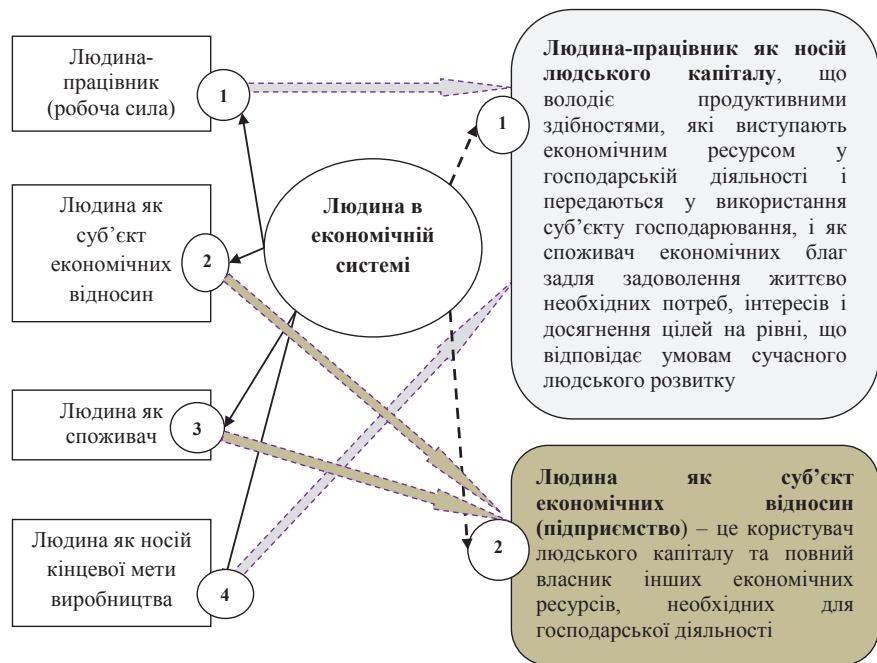 Людина-
працівник
(робоча сила)
1
Людина як
суб’єкт
економічних
відносин
2
Людина як
споживач
3
Людина як носій
кінцевої мети
виробництва
4
Людина в
економічній
системі
1
Людина-працівник як носій
людського капіталу, що
володіє продуктивними
здібностями, які виступають
економічним ресурсом у
господарській діяльності і
передаються у використання
суб’єкту господарювання, і як
споживач економічних благ
задля задоволення життєво
необхідних потреб, інтересів і
досягнення цілей на рівні, що
відповідає умовам сучасного
людського розвитку
2
Людина як суб’єкт
економічних відносин
(підприємство) – це користувач
людського капіталу та повний
власник інших економічних
ресурсів, необхідних для
господарської діяльності